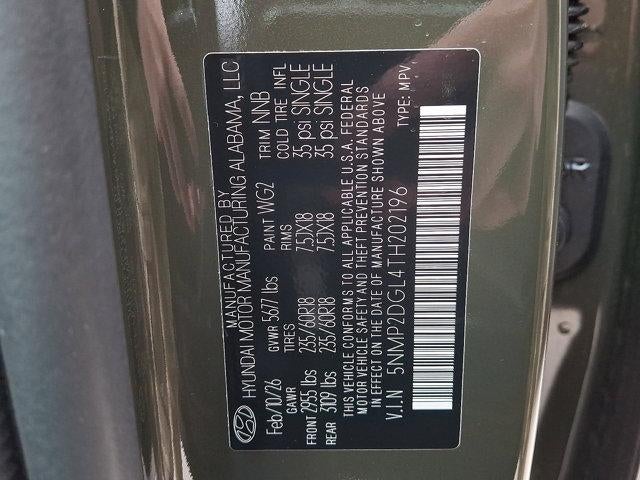 MANUFACTURED BY
HYUNDAI MOTOR MANUFACTURING ALABAMA, LLC
Feb/10/26 GVWR 5677 lbs PAINT WG2 TRIM NNB
GAWR TIRES RIMS COLD TIRE INFL
FRONT 2955 lbs 235/60R18 7.5JX18 35 psi SINGLE
REAR 3109 lbs 235/60R18 7.5JX18 35 psi SINGLE
THIS VEHICLE CONFORMS TO ALL APPLICABLE U.S.A. FEDERAL
MOTOR VEHICLE SAFETY AND THEFT PREVENTION STANDARDS
IN EFFECT ON THE DATE OF MANUFACTURE SHOWN ABOVE
V.I.N 5NMP2DGL4TH202196 TYPE: MPV